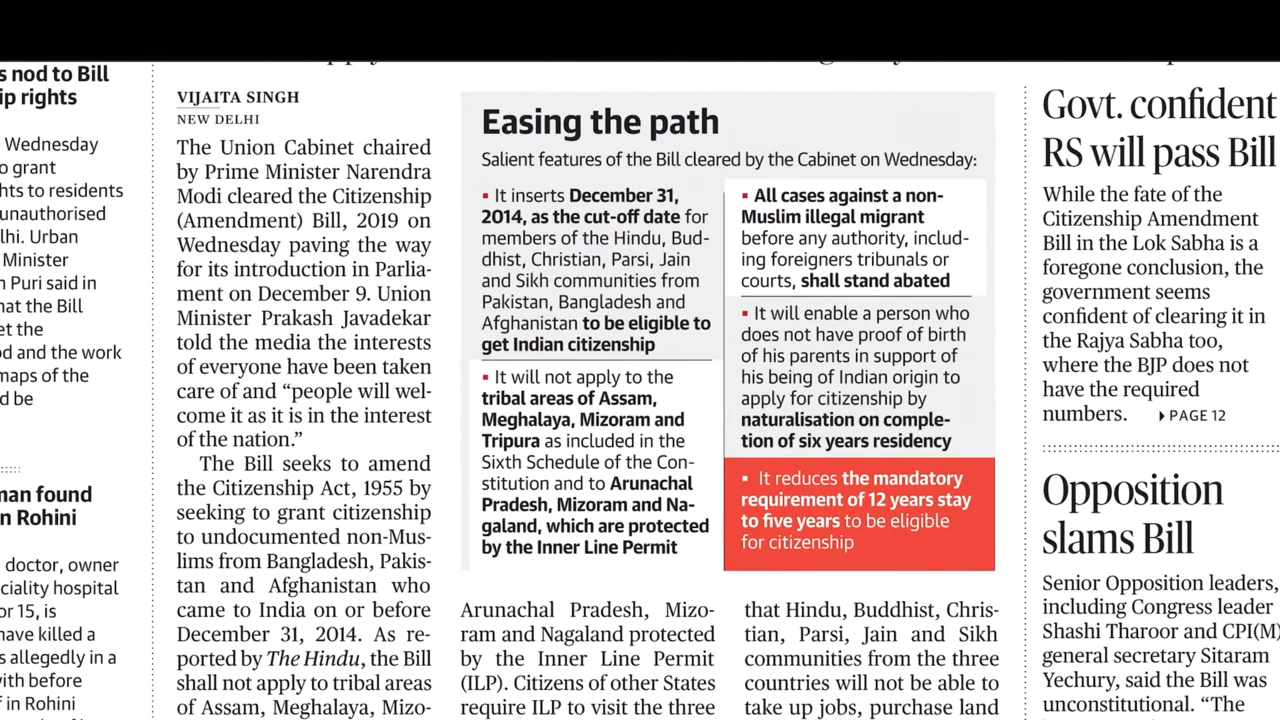 s nod to Bill
ip rights
Wednesday
o grant
hts to residents
unauthorised
lhi. Urban
Minister
n Puri said in
hat the Bill
et the
od and the work
maps of the
d be
man found
n Rohini
doctor, owner
ciality hospital
or 15, is
have killed a
s allegedly in a
with before
f in Rohini
VIJAITA SINGH
NEW DELHI
The Union Cabinet chaired
by Prime Minister Narendra
Modi cleared the Citizenship
(Amendment) Bill, 2019 on
Wednesday paving the way
for its introduction in Parlia-
ment on December 9. Union
Minister Prakash Javadekar
told the media the interests
of everyone have been taken
care of and “people will wel-
come it as it is in the interest
of the nation.”
The Bill seeks to amend
the Citizenship Act, 1955 by
seeking to grant citizenship
to undocumented non-Mus-
lims from Bangladesh, Pakis-
tan and Afghanistan who
came to India on or before
December 31, 2014. As re-
ported by The Hindu, the Bill
shall not apply to tribal areas
of Assam, Meghalaya, Mizo-
Easing the path
Salient features of the Bill cleared by the Cabinet on Wednesday:
▪ It inserts December 31,
2014, as the cut-off date for
members of the Hindu, Bud-
dhist, Christian, Parsi, Jain
and Sikh communities from
Pakistan, Bangladesh and
Afghanistan to be eligible to
get Indian citizenship
▪ It will not apply to the
tribal areas of Assam,
Meghalaya, Mizoram and
Tripura as included in the
Sixth Schedule of the Con-
stitution and to Arunachal
Pradesh, Mizoram and Na-
galand, which are protected
by the Inner Line Permit
▪ All cases against a non-
Muslim illegal migrant
before any authority, includ-
ing foreigners tribunals or
courts, shall stand abated
▪ It will enable a person who
does not have proof of birth
of his parents in support of
his being of Indian origin to
apply for citizenship by
naturalisation on comple-
tion of six years residency
▪ It reduces the mandatory
requirement of 12 years stay
to five years to be eligible
for citizenship
Arunachal Pradesh, Mizo-
ram and Nagaland protected
by the Inner Line Permit
(ILP). Citizens of other States
require ILP to visit the three
that Hindu, Buddhist, Chris-
tian, Parsi, Jain and Sikh
communities from the three
countries will not be able to
take up jobs, purchase land
Govt. confident
RS will pass Bill
While the fate of the
Citizenship Amendment
Bill in the Lok Sabha is a
foregone conclusion, the
government seems
confident of clearing it in
the Rajya Sabha too,
where the BJP does not
have the required
numbers. PAGE 12
Opposition
slams Bill
Senior Opposition leaders,
including Congress leader
Shashi Tharoor and CPI(M)
general secretary Sitaram
Yechury, said the Bill was
unconstitutional. “The